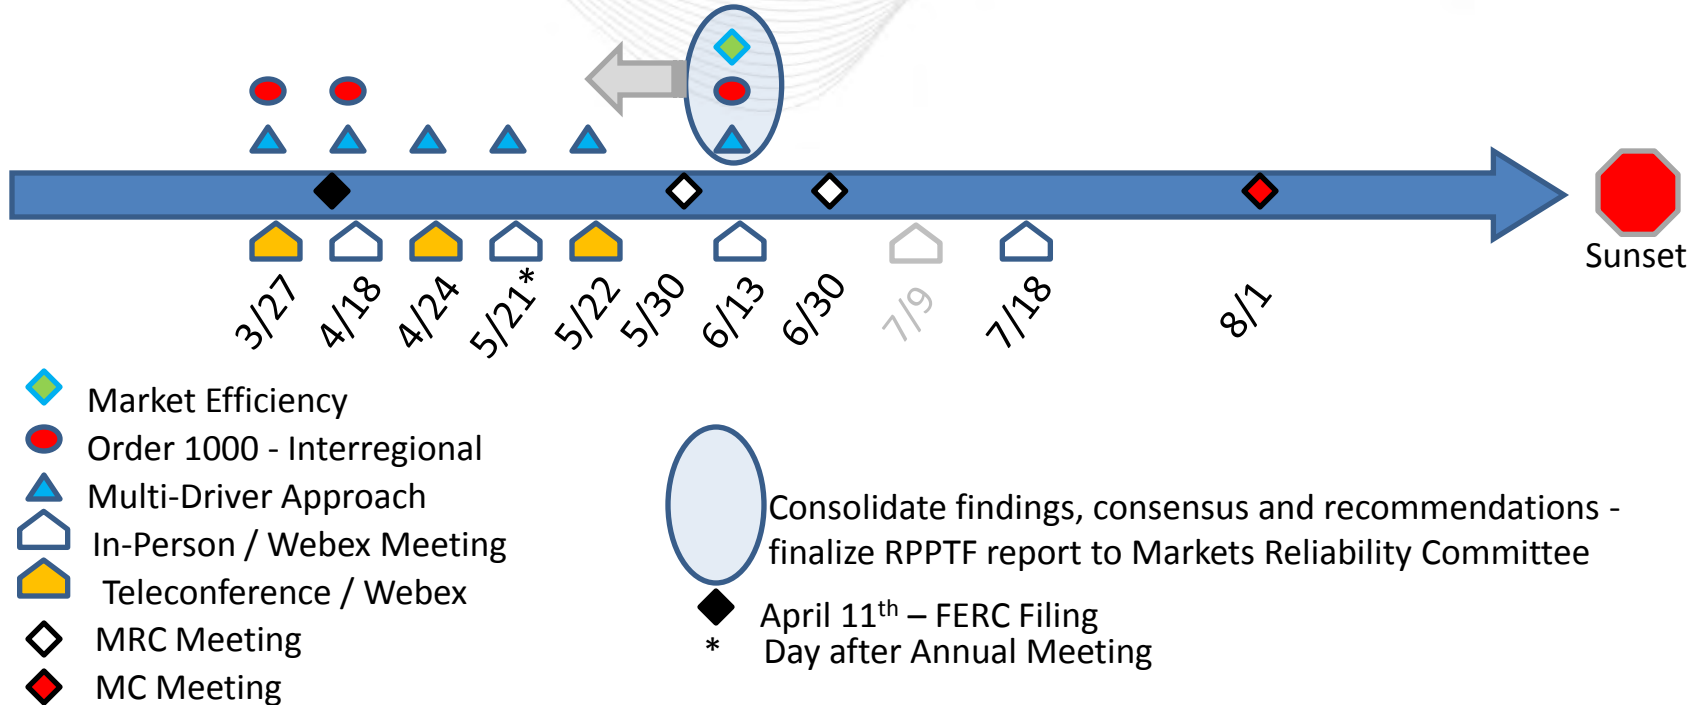 Sunset
3/27
4/18
4/24
5/21*
5/22
5/30
6/13
6/30
7/9
7/18
8/1
Market Efficiency
Order 1000 - Interregional
Multi-Driver Approach
In-Person / Webex Meeting
Teleconference / Webex
MRC Meeting
MC Meeting
Consolidate findings, consensus and recommendations -
finalize RPPTF report to Markets Reliability Committee
April 11th – FERC Filing
* Day after Annual Meeting